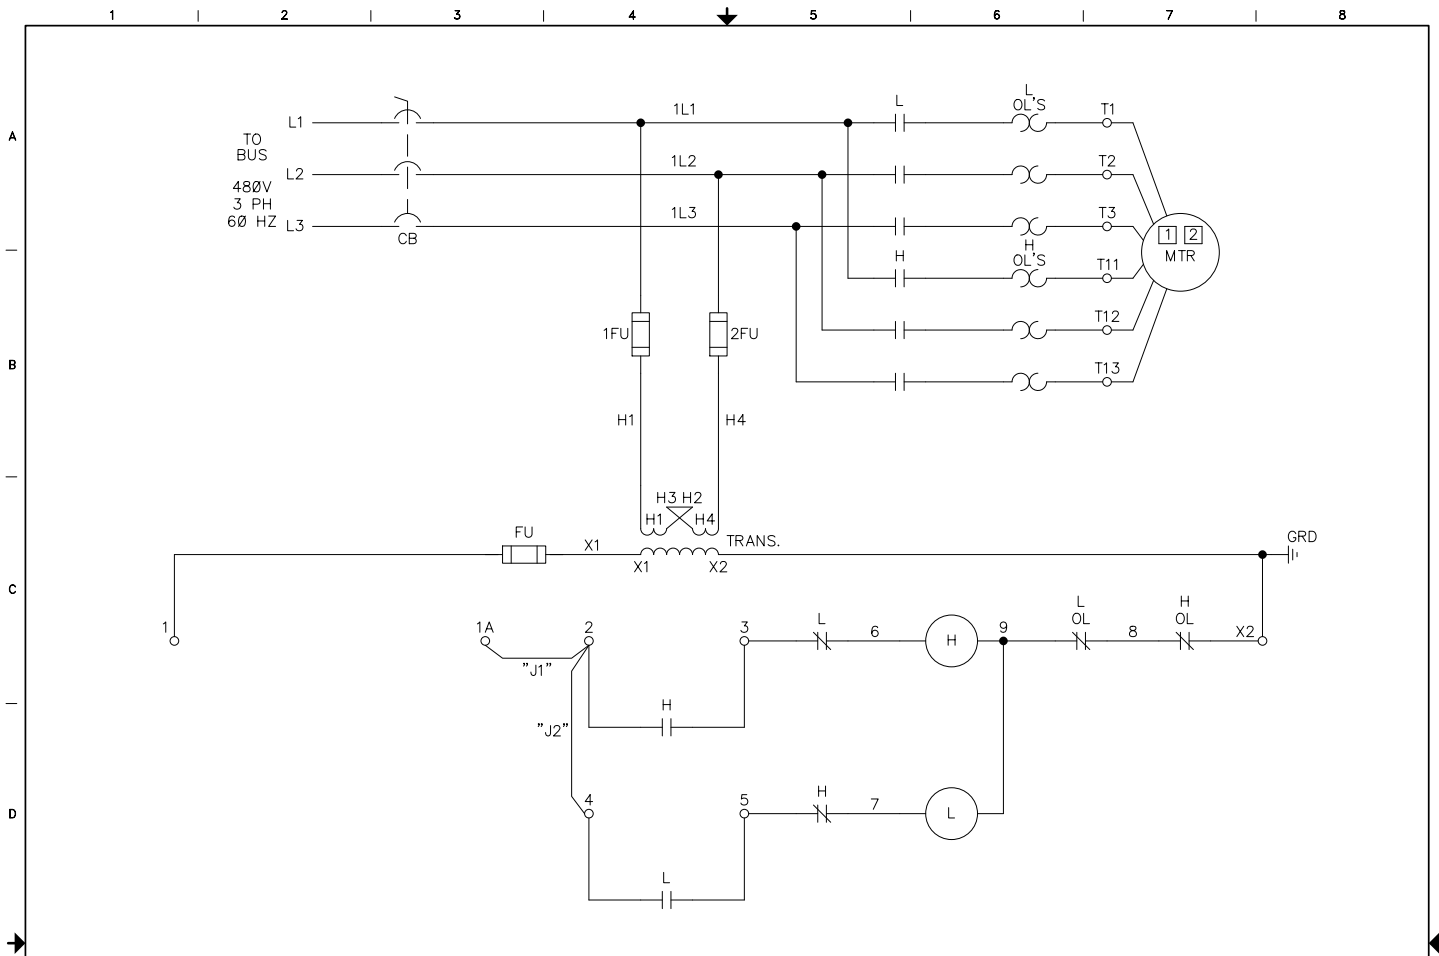 1 2 3 4 5 6 7 8
A
B
C
D
L1
TO
BUS
L2
480V
3 PH
60 HZ L3
CB
1L1
1L2
1L3
L
L
OL'S
T1
T2
T3
H
H
OL'S
T11
T12
T13
1 2
MTR
1FU
2FU
H1
H4
H3 H2
H1 H4
TRANS.
FU
X1
X1 X2
GRD
1
1A
2
3
L
6
H
9
L
OL
8
H
OL
X2
"J1"
"J2"
H
4
5
H
7
L
L